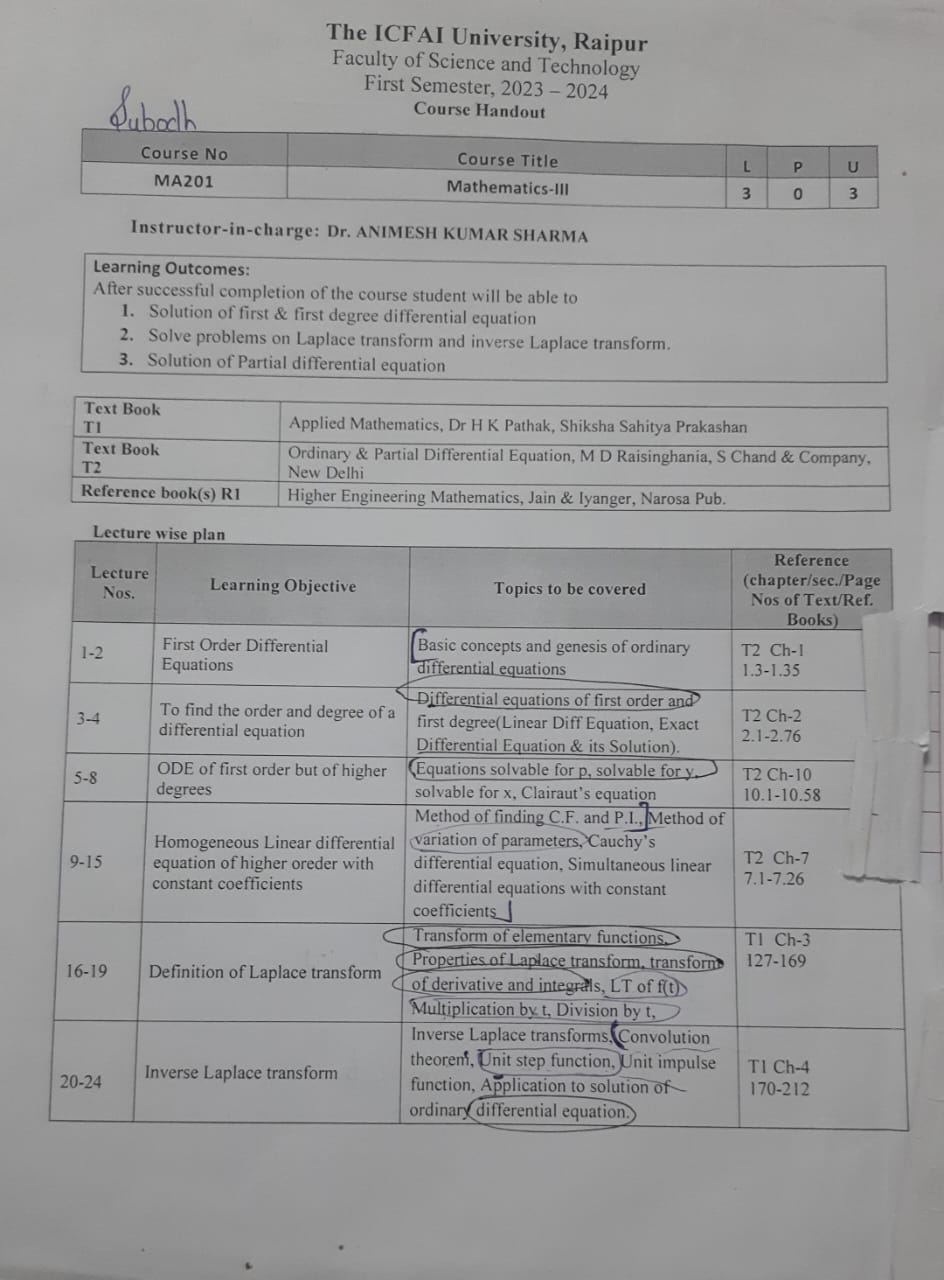 The ICFAI University, Raipur
Faculty of Science and Technology
First Semester, 2023 – 2024
Course Handout
Subodh
Course No
Course Title
L
P
U
MA201
Mathematics-III
3
0
3
Instructor-in-charge: Dr. ANIMESH KUMAR SHARMA
Learning Outcomes:
After successful completion of the course student will be able to
1. Solution of first & first degree differential equation
2. Solve problems on Laplace transform and inverse Laplace transform.
3. Solution of Partial differential equation
Text Book
T1
Applied Mathematics, Dr H K Pathak, Shiksha Sahitya Prakashan
Text Book
T2
Ordinary & Partial Differential Equation, M D Raisinghania, S Chand & Company,
New Delhi
Reference book(s) R1
Higher Engineering Mathematics, Jain & Iyanger, Narosa Pub.
Lecture wise plan
Lecture
Nos.
Learning Objective
Topics to be covered
Reference
(chapter/sec./Page
Nos of Text/Ref.
Books)
1-2
First Order Differential
Equations
Basic concepts and genesis of ordinary
differential equations
T2 Ch-1
1.3-1.35
3-4
To find the order and degree of a
differential equation
Differential equations of first order and
first degree(Linear Diff Equation, Exact
Differential Equation & its Solution).
T2 Ch-2
2.1-2.76
5-8
ODE of first order but of higher
degrees
Equations solvable for p, solvable for y,
solvable for x, Clairaut's equation
T2 Ch-10
10.1-10.58
9-15
Homogeneous Linear differential
equation of higher oreder with
constant coefficients
Method of finding C.F. and P.I., Method of
variation of parameters, Cauchy's
differential equation, Simultaneous linear
differential equations with constant
coefficients
T2 Ch-7
7.1-7.26
16-19
Definition of Laplace transform
Transform of elementary functions,
Properties of Laplace transform, transform
of derivative and integrals, LT of f(t)
Multiplication by t, Division by t,
T1 Ch-3
127-169
20-24
Inverse Laplace transform
Inverse Laplace transforms, Convolution
theorem, Unit step function, Unit impulse
function, Application to solution of
ordinary differential equation.
T1 Ch-4
170-212